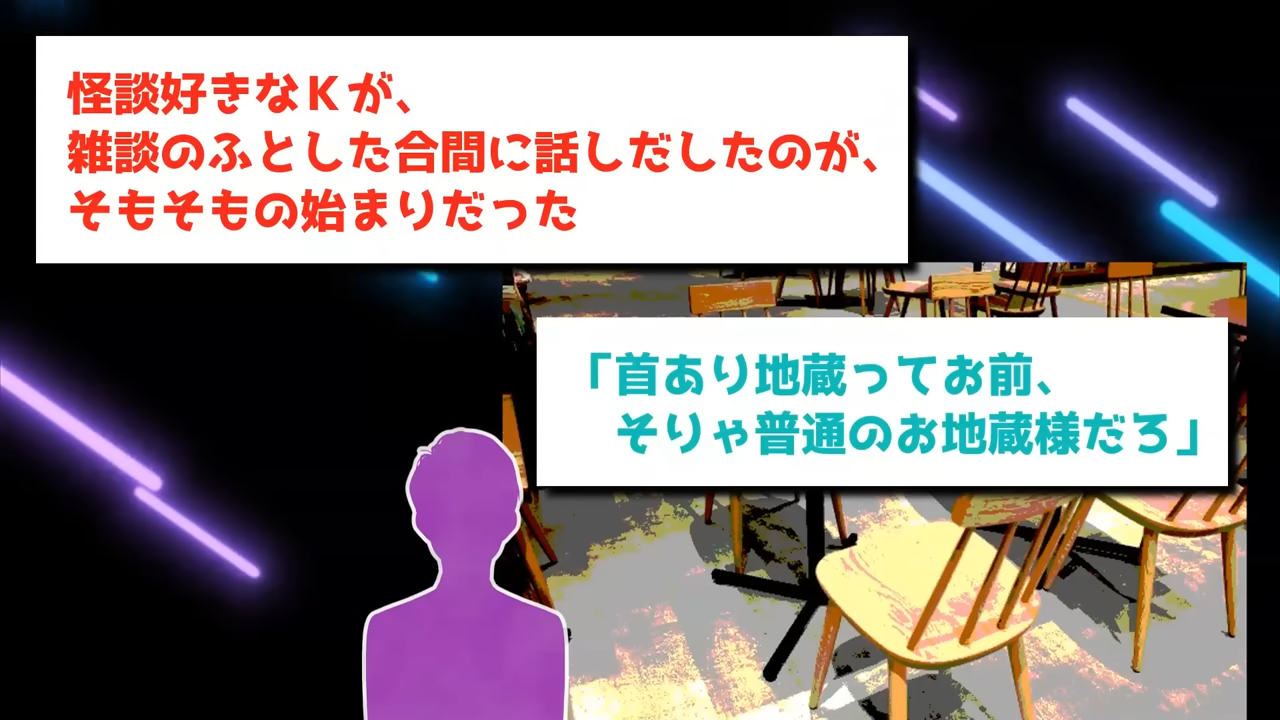 怪談好きなＫが、
雑談のふとした合間に話しだしたのが、
そもそもの始まりだった
「首あり地蔵ってお前、
そりゃ普通のお地蔵様だろ」